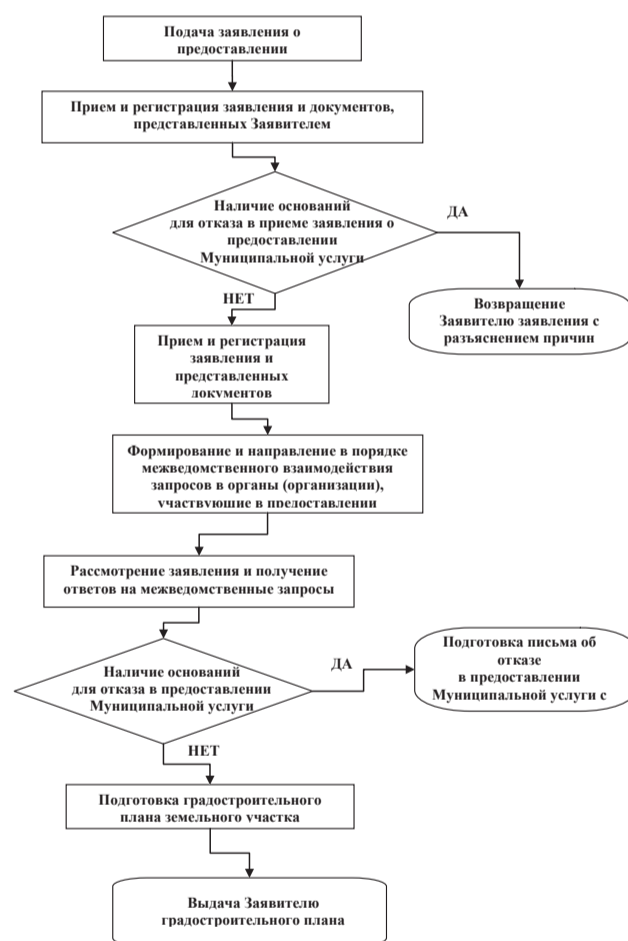 Подача заявления о
предоставлении
Прием и регистрация заявления и документов,
представленных Заявителем
Наличие оснований
для отказа в приеме заявления о
предоставлении
Муниципальной услуги
ДА
НЕТ
Возвращение
Заявителю заявления с
разъяснением причин
Прием и регистрация
заявления и
представленных
документов
Формирование и направление в порядке
межведомственного взаимодействия
запросов в органы (организации),
участвующие в предоставлении
Рассмотрение заявления и получение
ответов на межведомственные запросы
Наличие оснований
для отказа в предоставлении
Муниципальной услуги
ДА
Подготовка письма об
отказе
в предоставлении
Муниципальной услуги с
НЕТ
Подготовка градостроительного
плана земельного участка
Выдача Заявителю
градостроительного плана